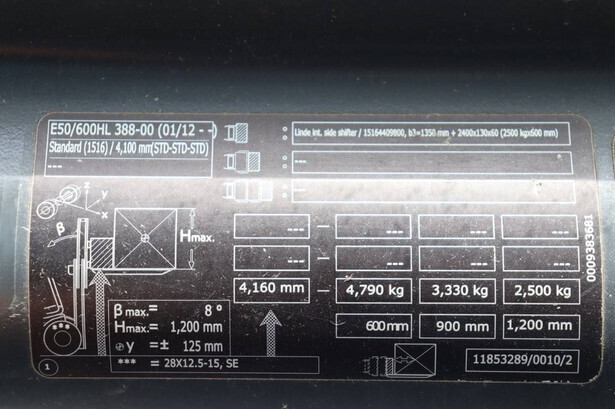 E50/600HL 388-00 (01/12 - -)
Standard (1516) / 4,100 mm(STD-STD-STD)
---
: Linde int. side shifter / 15164409800, b3=1350 mm + 2400x130x60 (2500 kgx600 mm)
: ---
: ---
z
y
x
β
Hmax.
--- – --- --- ---
--- – --- --- ---
4,160 mm – 4,790 kg 3,330 kg 2,500 kg
600mm 900 mm 1,200 mm
β max.= 8°
Hmax.= 1,200 mm
y =± 125 mm
*** = 28X12.5-15, SE
11853289/0010/2
1
0009383681